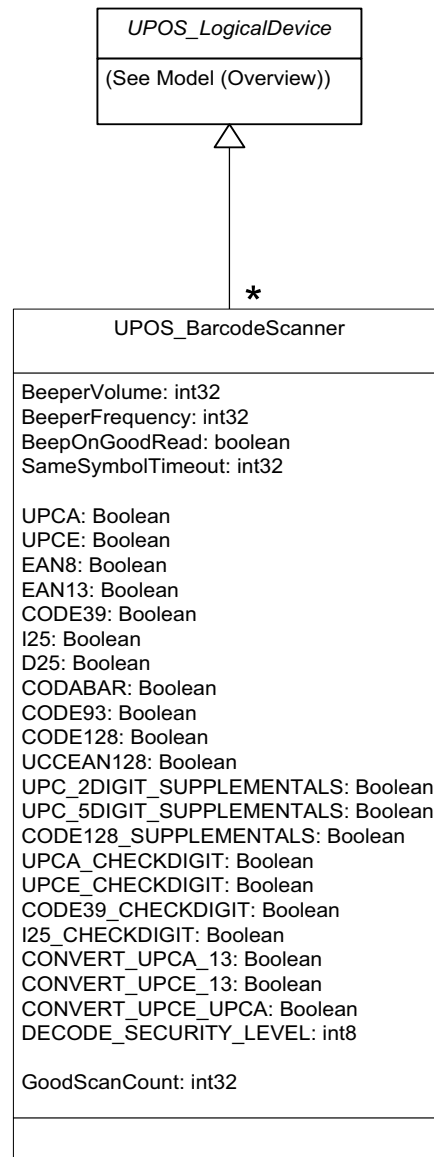 UPOS_LogicalDevice
(See Model (Overview))
*
UPOS_BarcodeScanner
BeeperVolume: int32
BeeperFrequency: int32
BeepOnGoodRead: boolean
SameSymbolTimeout: int32
UPCA: Boolean
UPCE: Boolean
EAN8: Boolean
EAN13: Boolean
CODE39: Boolean
I25: Boolean
D25: Boolean
CODABAR: Boolean
CODE93: Boolean
CODE128: Boolean
UCCEAN128: Boolean
UPC_2DIGIT_SUPPLEMENTALS: Boolean
UPC_5DIGIT_SUPPLEMENTALS: Boolean
CODE128_SUPPLEMENTALS: Boolean
UPCA_CHECKDIGIT: Boolean
UPCE_CHECKDIGIT: Boolean
CODE39_CHECKDIGIT: Boolean
I25_CHECKDIGIT: Boolean
CONVERT_UPCA_13: Boolean
CONVERT_UPCE_13: Boolean
CONVERT_UPCE_UPCA: Boolean
DECODE_SECURITY_LEVEL: int8
GoodScanCount: int32